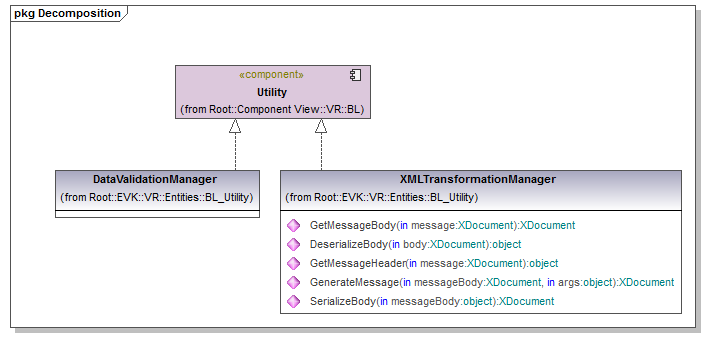 pkg Decomposition
«component»
Utility
(from Root::Component View::VR::BL)
DataValidationManager
(from Root::EVK::VR::Entities::BL_Utility)
XMLTransformationManager
(from Root::EVK::VR::Entities::BL_Utility)
GetMessageBody(in message:XDocument):XDocument
DeserializeBody(in body:XDocument):object
GetMessageHeader(in message:XDocument):object
GenerateMessage(in messageBody:XDocument, in args:object):XDocument
SerializeBody(in messageBody:object):XDocument